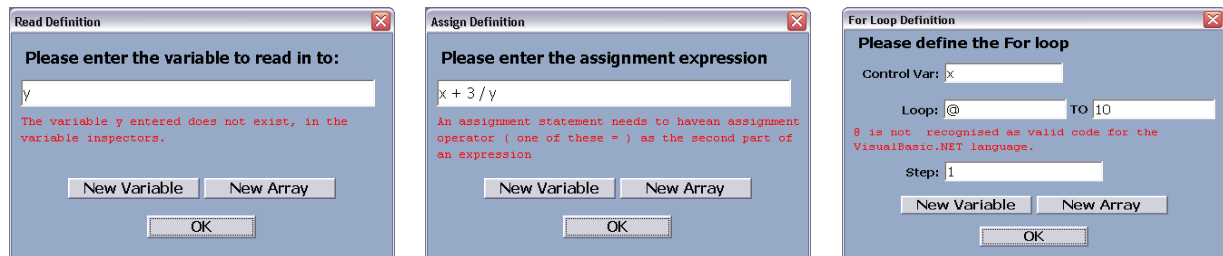 Read Definition
Please enter the variable to read in to:
y
The variable y entered does not exist, in the
variable inspectors.
New Variable New Array
OK
Assign Definition
Please enter the assignment expression
x + 3 / y
An assignment statement needs to havean assignment
operator ( one of these = ) as the second part of
an expression
New Variable New Array
OK
For Loop Definition
Please define the For loop
Control Var: x
Loop: @ TO 10
@ is not recognised as valid code for the
VisualBasic.NET language.
Step: 1
New Variable New Array
OK